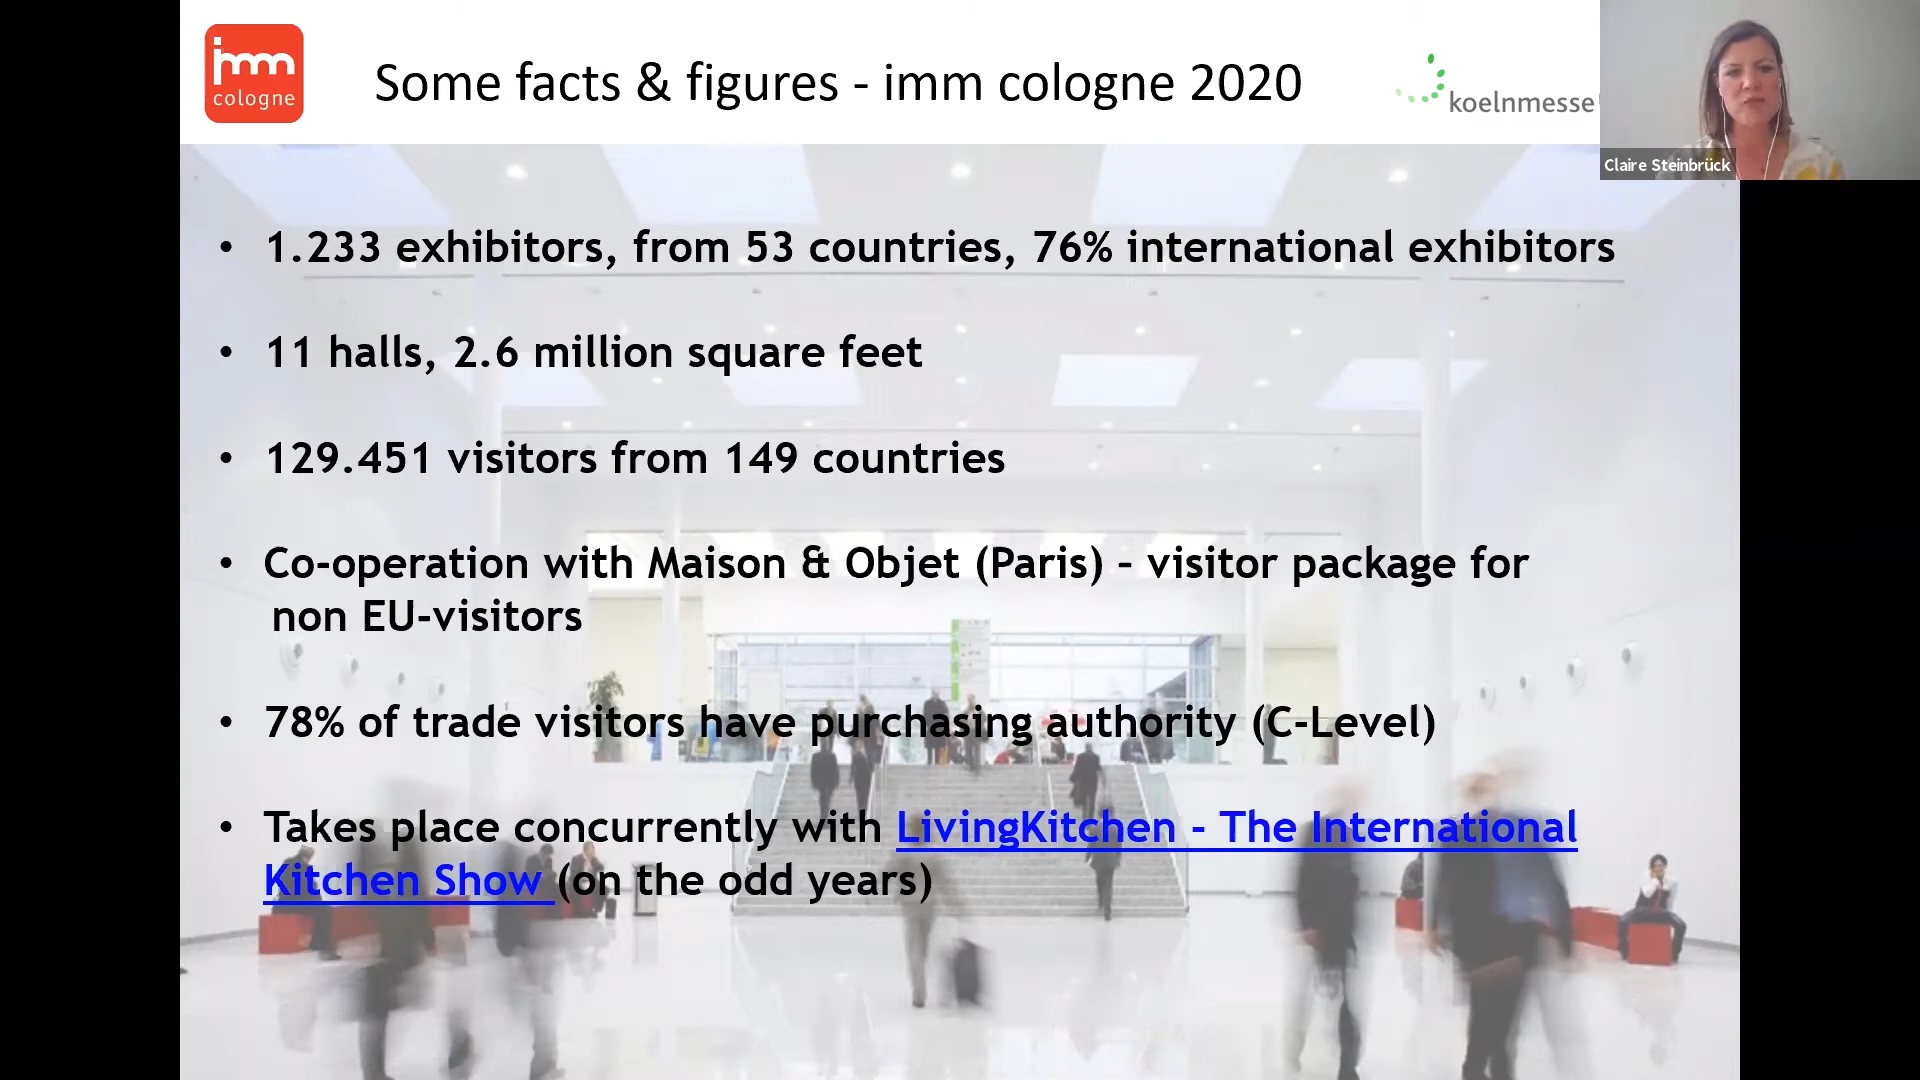 imm
cologne
Some facts & figures - imm cologne 2020
koelnmesse
Claire Steinbrück
• 1.233 exhibitors, from 53 countries, 76% international exhibitors
• 11 halls, 2.6 million square feet
• 129.451 visitors from 149 countries
• Co-operation with Maison & Objet (Paris) – visitor package for
non EU-visitors
• 78% of trade visitors have purchasing authority (C-Level)
• Takes place concurrently with LivingKitchen - The International
Kitchen Show (on the odd years)